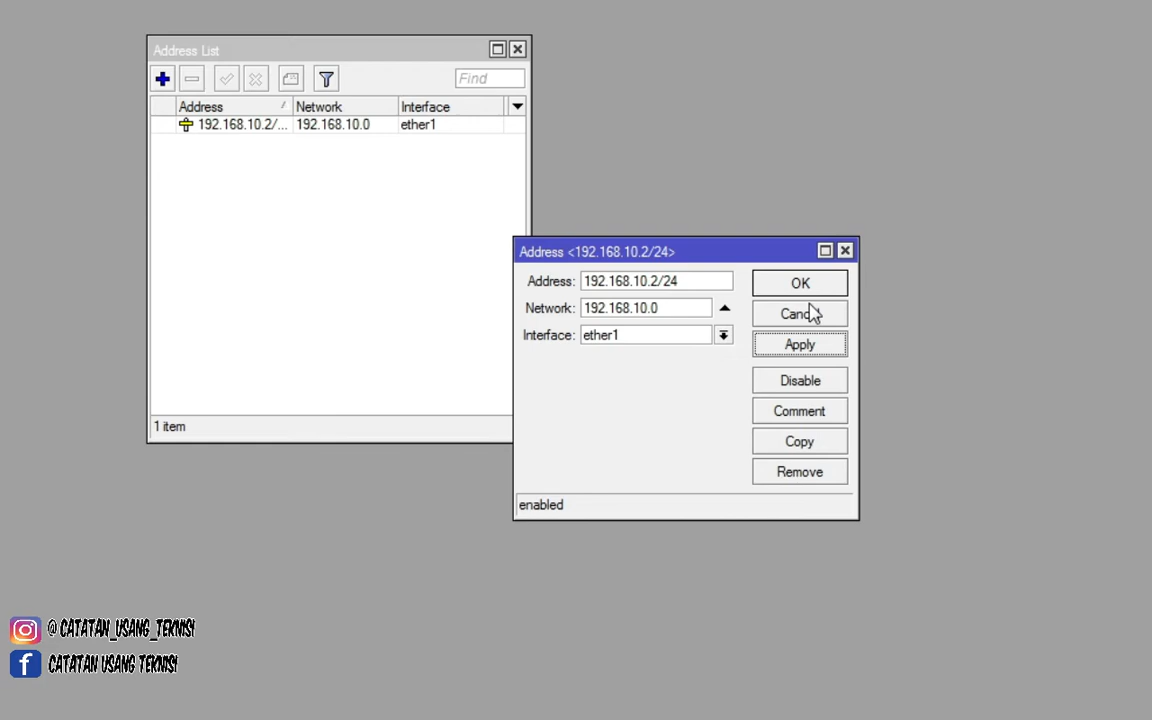 Address List
Find
Address Network Interface
192.168.10.2/... 192.168.10.0 ether1
1 item
Address <192.168.10.2/24>
Address: 192.168.10.2/24
Network: 192.168.10.0
Interface: ether1
OK
Cancel
Apply
Disable
Comment
Copy
Remove
enabled
@ CATATAN_USANG_TEKNISI
CATATAN USANG TEKNISI